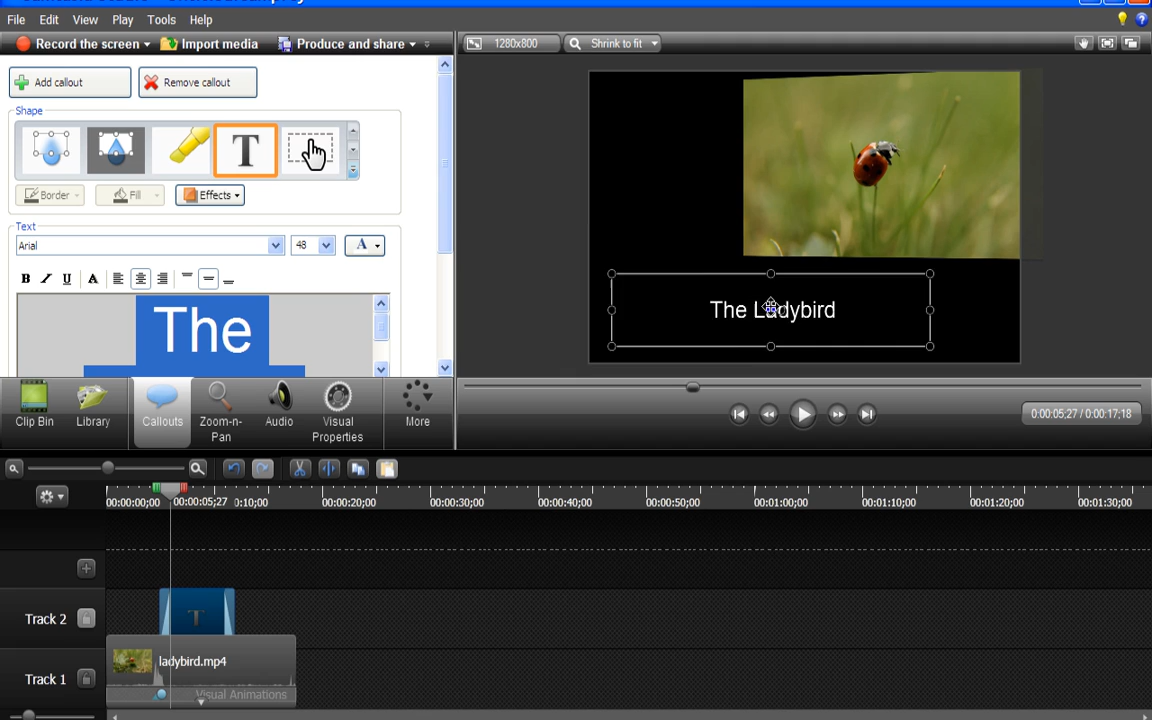 File Edit View Play Tools Help
Record the screen Import media Produce and share
1280x800 Shrink to fit
Add callout Remove callout
Shape
T
Border Fill Effects
Text
Arial 48 A
B I U A
The
The Ladybird
Clip Bin Library Callouts Zoom-n-Pan Audio Visual Properties More
0:00:05;27 / 0:00:17;18
00:00:00;00 00:00:05;27 0:10;00 00:00:20;00 00:00:30;00 00:00:40;00 00:00:50;00 00:01:00;00 00:01:10;00 00:01:20;00 00:01:30;00
Track 2 T
ladybird.mp4
Track 1
Visual Animations